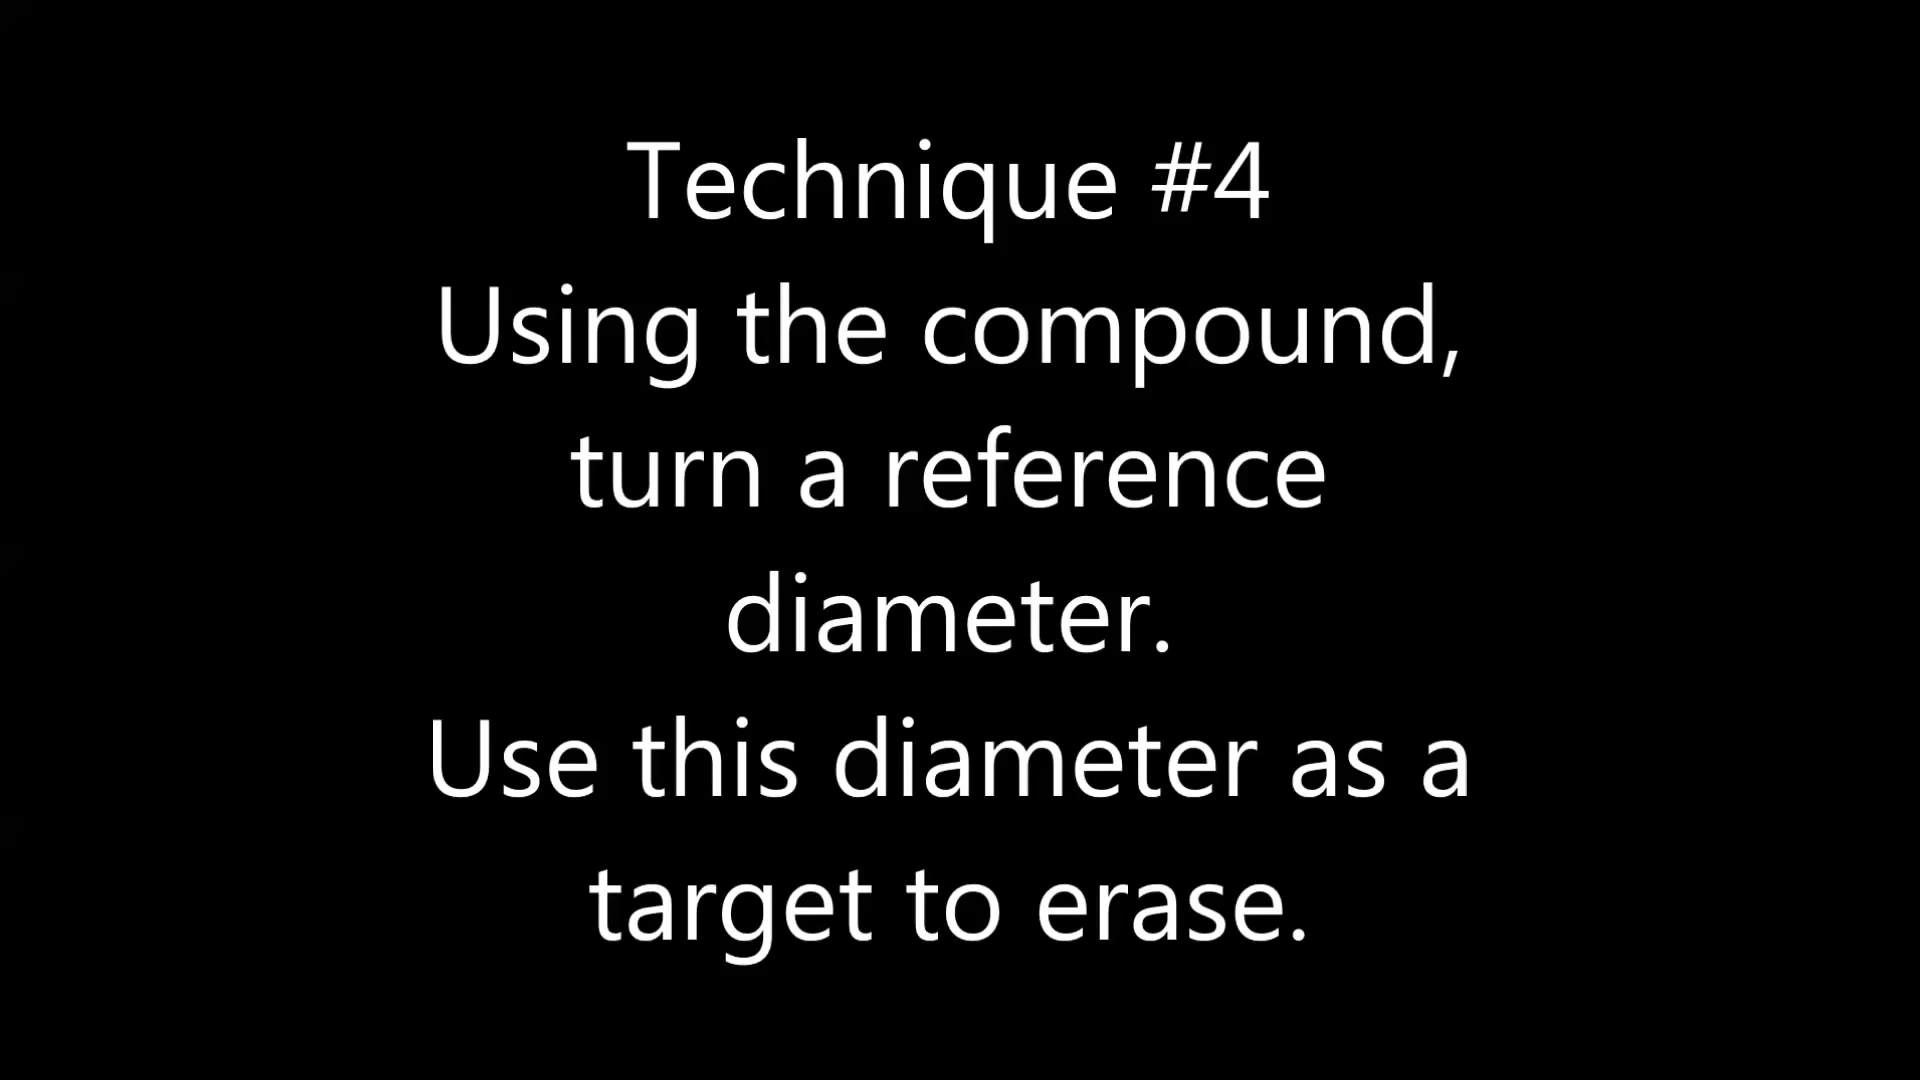 Technique #4
Using the compound,
turn a reference
diameter.
Use this diameter as a
target to erase.